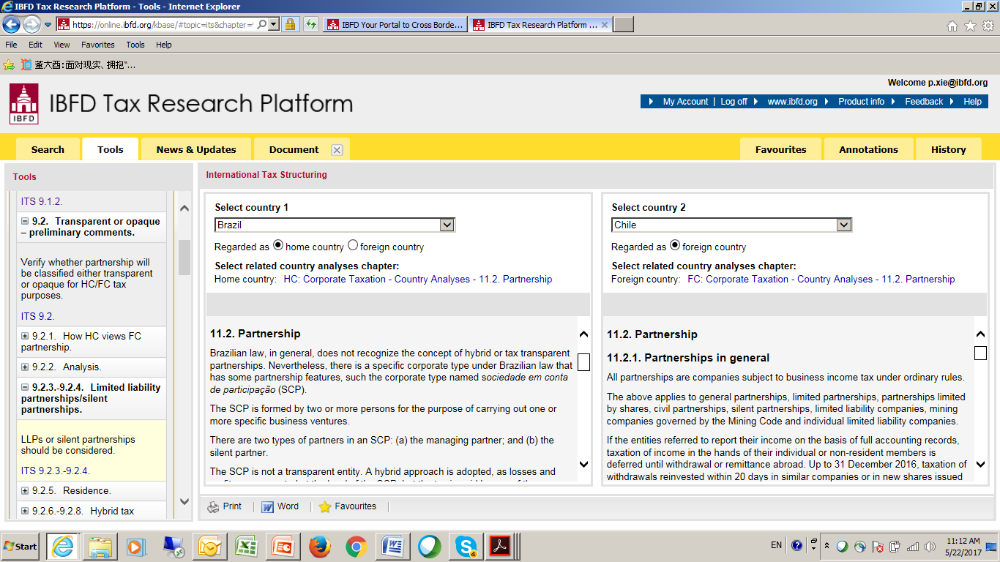 IBFD Tax Research Platform - Tools - Internet Explorer
https://online.ibfd.org/kbase/#topic=its&chapter=
IBFD Your Portal to Cross Borde...
IBFD Tax Research Platform ...
File Edit View Favorites Tools Help
董大酉:面对现实、拥抱“...
Welcome p.xie@ibfd.org
IBFD
IBFD Tax Research Platform
My Account | Log off www.ibfd.org Product info Feedback Help
Search Tools News & Updates Document Favourites Annotations History
Tools
ITS 9.1.2.
9.2. Transparent or opaque
– preliminary comments.
Verify whether partnership will
be classified either transparent
or opaque for HC/FC tax
purposes.
ITS 9.2.
9.2.1. How HC views FC
partnership.
9.2.2. Analysis.
9.2.3.-9.2.4. Limited liability
partnerships/silent
partnerships.
LLPs or silent partnerships
should be considered.
ITS 9.2.3.-9.2.4.
9.2.5. Residence.
9.2.6.-9.2.8. Hybrid tax
International Tax Structuring
Select country 1
Brazil
Regarded as home country foreign country
Select related country analyses chapter:
Home country: HC: Corporate Taxation - Country Analyses - 11.2. Partnership
11.2. Partnership
Brazilian law, in general, does not recognize the concept of hybrid or tax transparent
partnerships. Nevertheless, there is a specific corporate type under Brazilian law that
has some partnership features, such the corporate type named sociedade em conta
de participação (SCP).
The SCP is formed by two or more persons for the purpose of carrying out one or
more specific business ventures.
There are two types of partners in an SCP: (a) the managing partner; and (b) the
silent partner.
The SCP is not a transparent entity. A hybrid approach is adopted, as losses and
Select country 2
Chile
Regarded as foreign country
Select related country analyses chapter:
Foreign country: FC: Corporate Taxation - Country Analyses - 11.2. Partnership
11.2. Partnership
11.2.1. Partnerships in general
All partnerships are companies subject to business income tax under ordinary rules.
The above applies to general partnerships, limited partnerships, partnerships limited
by shares, civil partnerships, silent partnerships, limited liability companies, mining
companies governed by the Mining Code and individual limited liability companies.
If the entities referred to report their income on the basis of full accounting records,
taxation of income in the hands of their individual or non-resident members is
deferred until withdrawal or remittance abroad. Up to 31 December 2016, taxation of
withdrawals reinvested within 20 days in similar companies or in new shares issued
Print Word Favourites
Start
4
EN
11:12 AM
5/22/2017